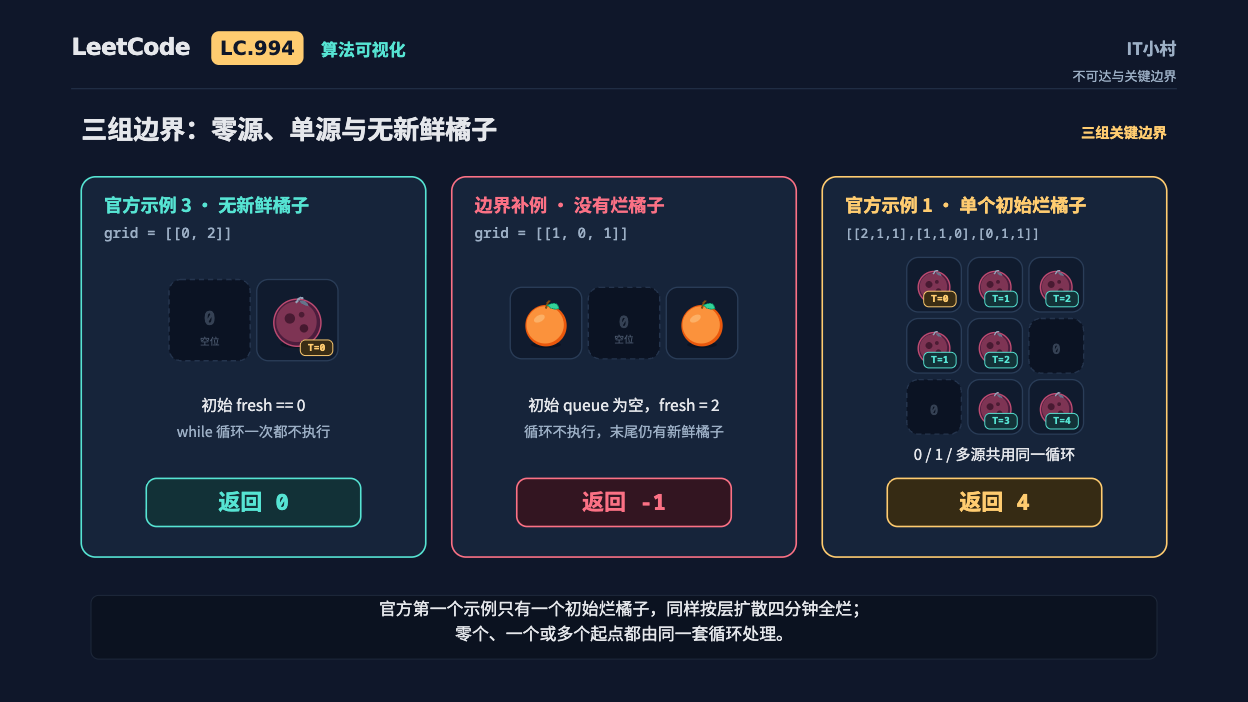 LeetCode LC.994 算法可视化
IT小村
不可达与关键边界
三组边界：零源、单源与无新鲜橘子
三组关键边界
官方示例 3 · 无新鲜橘子
grid = [[0, 2]]
0
空位
T=0
初始 fresh == 0
while 循环一次都不执行
返回 0
边界补例 · 没有烂橘子
grid = [[1, 0, 1]]
0
空位
初始 queue 为空，fresh = 2
循环不执行，末尾仍有新鲜橘子
返回 -1
官方示例 1 · 单个初始烂橘子
[[2,1,1],[1,1,0],[0,1,1]]
T=0 T=1 T=2
T=1 T=2 0
0 T=3 T=4
0 / 1 / 多源共用同一循环
返回 4
官方第一个示例只有一个初始烂橘子，同样按层扩散四分钟全烂；
零个、一个或多个起点都由同一套循环处理。